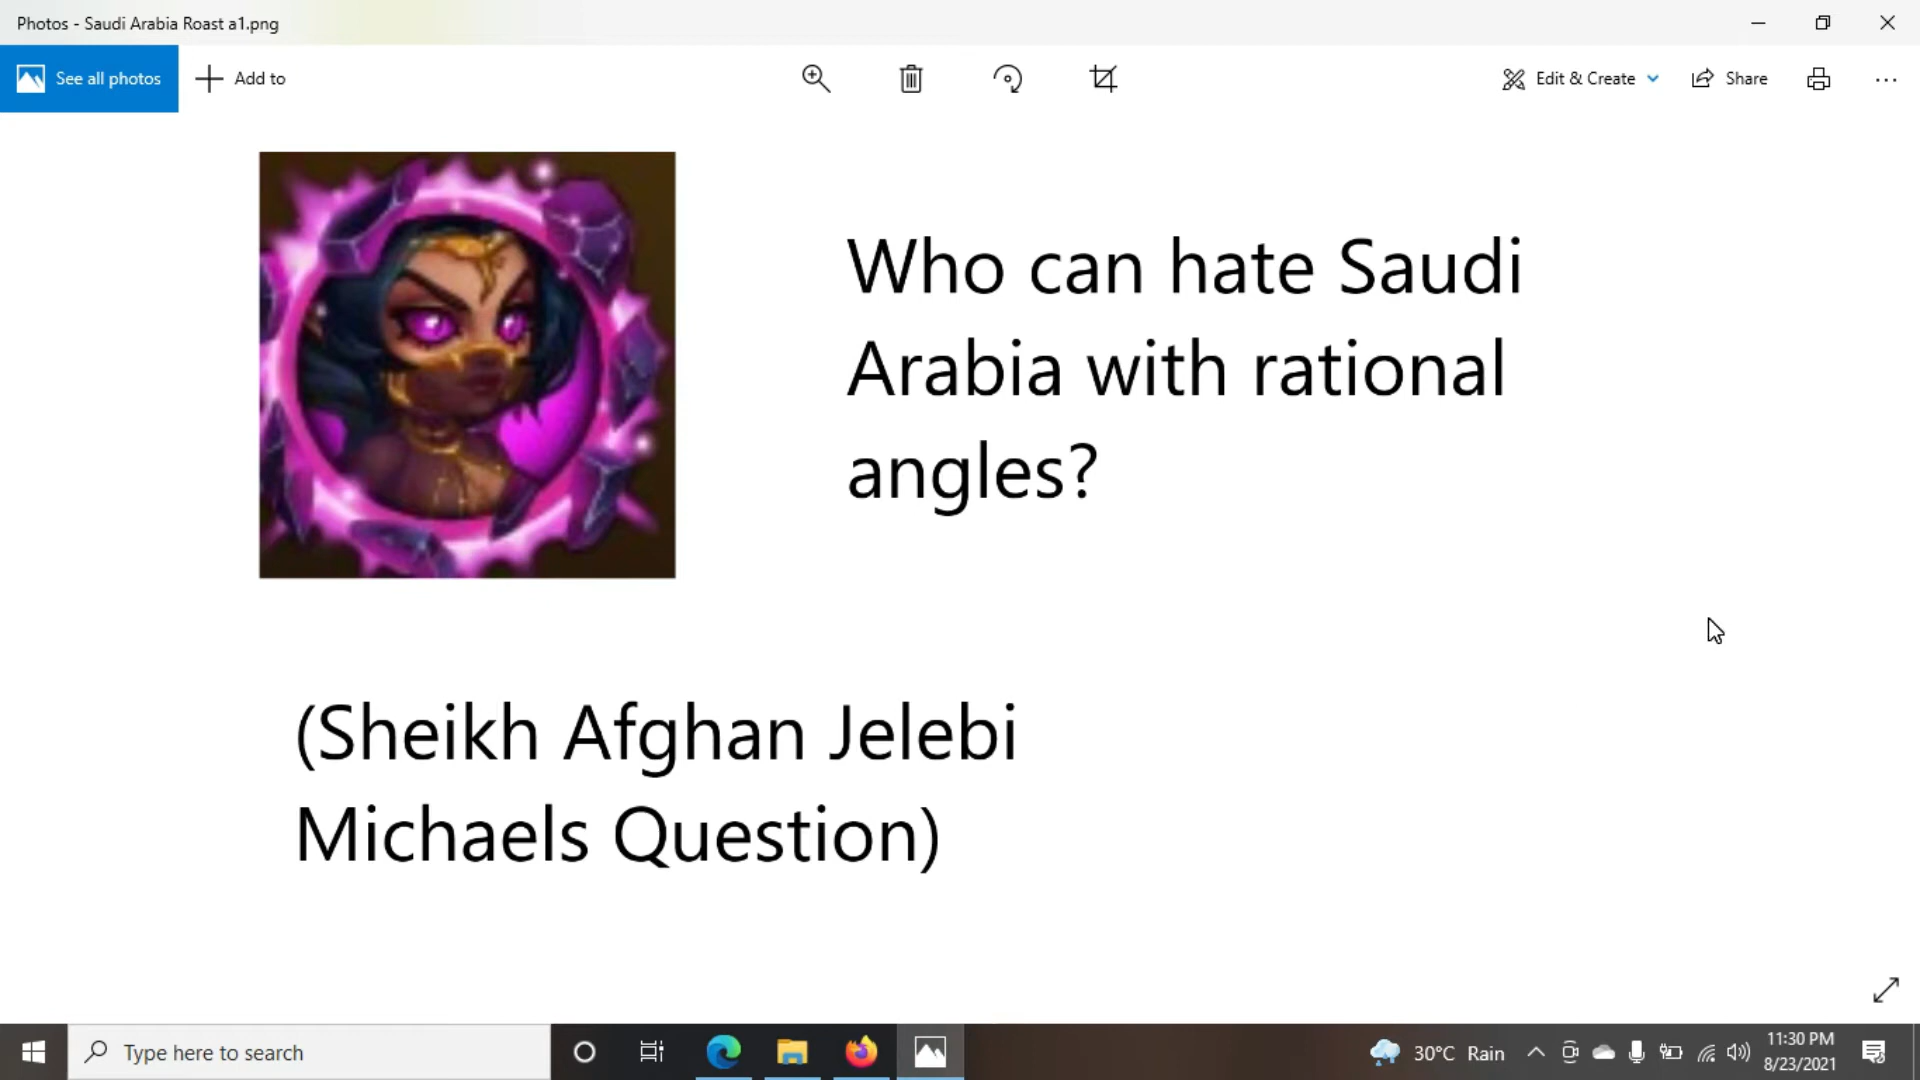 Photos - Saudi Arabia Roast a1.png
See all photos
Add to
Edit & Create
Share
Who can hate Saudi
Arabia with rational
angles?
(Sheikh Afghan Jelebi
Michaels Question)
Type here to search
30°C Rain
11:30 PM
8/23/2021